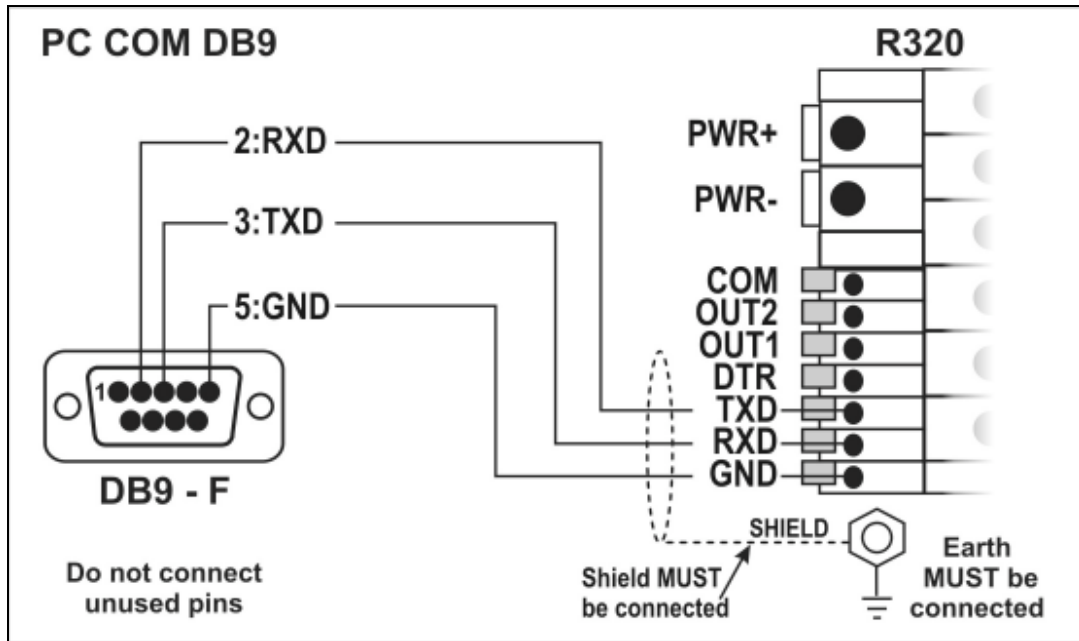 PC COM DB9
R320
2:RXD
3:TXD
5:GND
PWR+
PWR-
COM
OUT2
OUT1
DTR
TXD
RXD
GND
1
DB9 - F
Do not connect
unused pins
SHIELD
Shield MUST
be connected
Earth
MUST be
connected